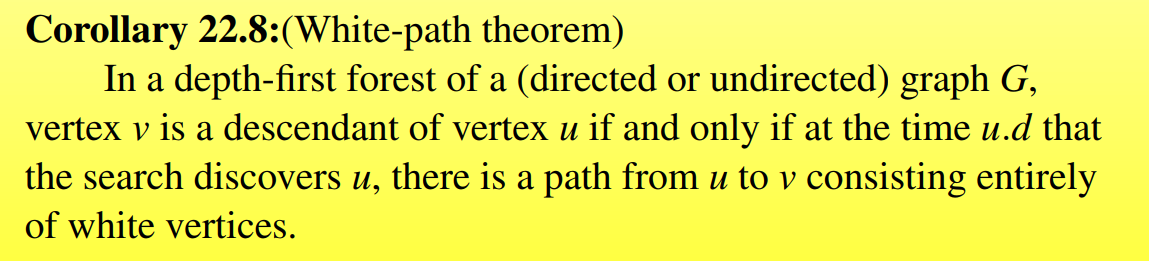 Corollary 22.8:(White-path theorem)
In a depth-first forest of a (directed or undirected) graph G,
vertex v is a descendant of vertex u if and only if at the time u.d that
the search discovers u, there is a path from u to v consisting entirely
of white vertices.